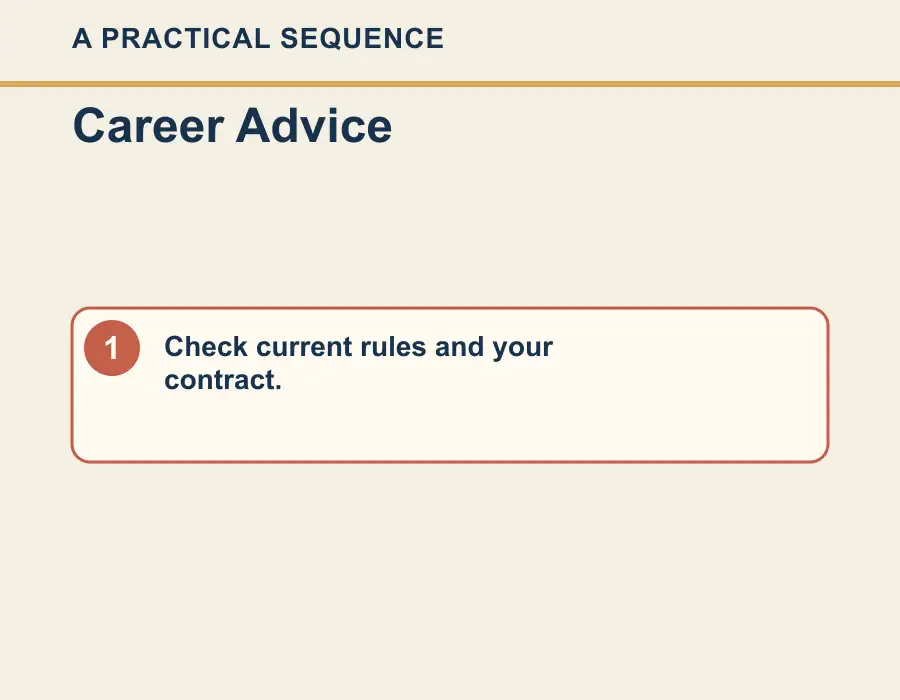 A PRACTICAL SEQUENCE
Career Advice
1
Check current rules and your
contract.